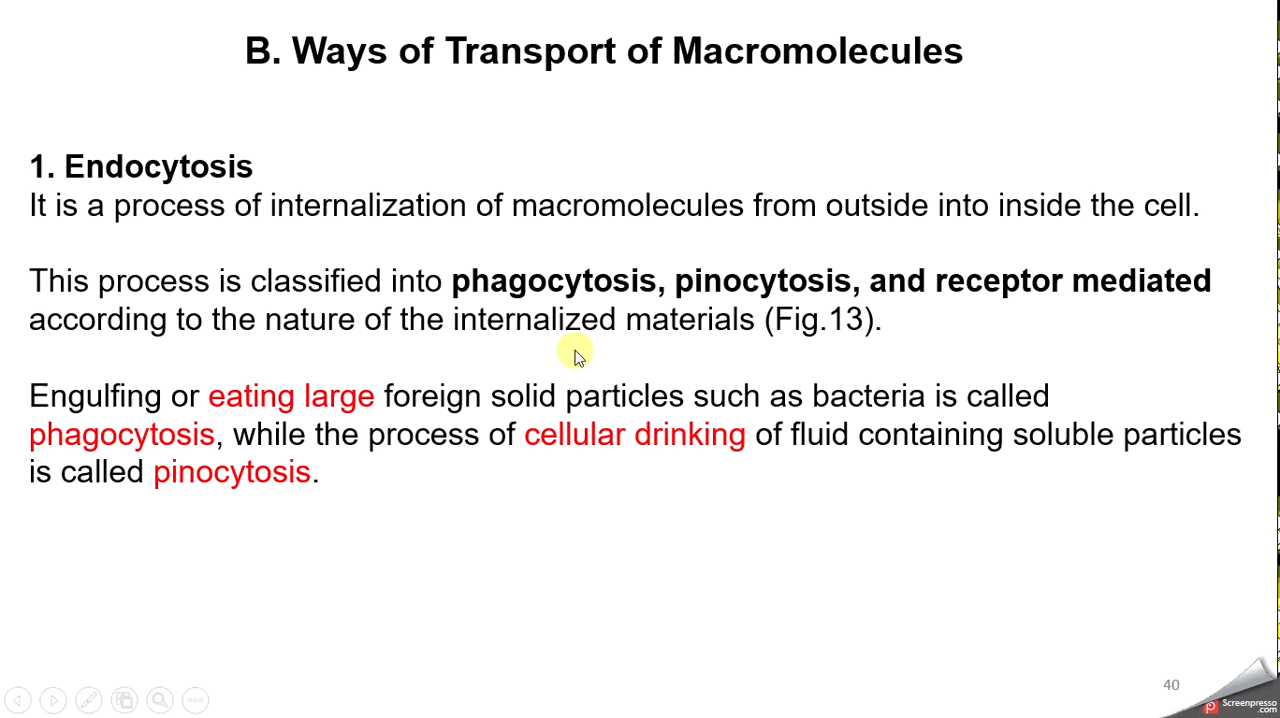 B. Ways of Transport of Macromolecules
1. Endocytosis
It is a process of internalization of macromolecules from outside into inside the cell.
This process is classified into phagocytosis, pinocytosis, and receptor mediated
according to the nature of the internalized materials (Fig.13).
Engulfing or eating large foreign solid particles such as bacteria is called
phagocytosis, while the process of cellular drinking of fluid containing soluble particles
is called pinocytosis.
40
Screenpresso
.com